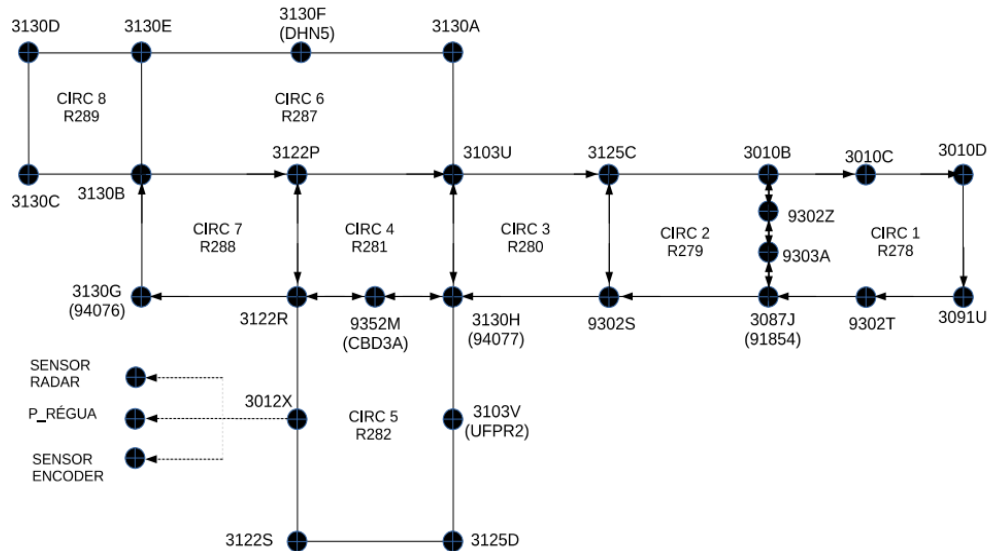 3130D
3130E
3130F
(DHN5)
3130A
CIRC 8
R289
CIRC 6
R287
3130C
3130B
3122P
3103U
3125C
3010B
3010C
3010D
CIRC 7
R288
CIRC 4
R281
CIRC 3
R280
CIRC 2
R279
9302Z
9303A
CIRC 1
R278
3130G
(94076)
3122R
9352M
(CBD3A)
3130H
(94077)
9302S
3087J
(91854)
9302T
3091U
SENSOR
RADAR
P_RÉGUA
SENSOR
ENCODER
3012X
CIRC 5
R282
3103V
(UFPR2)
3122S
3125D